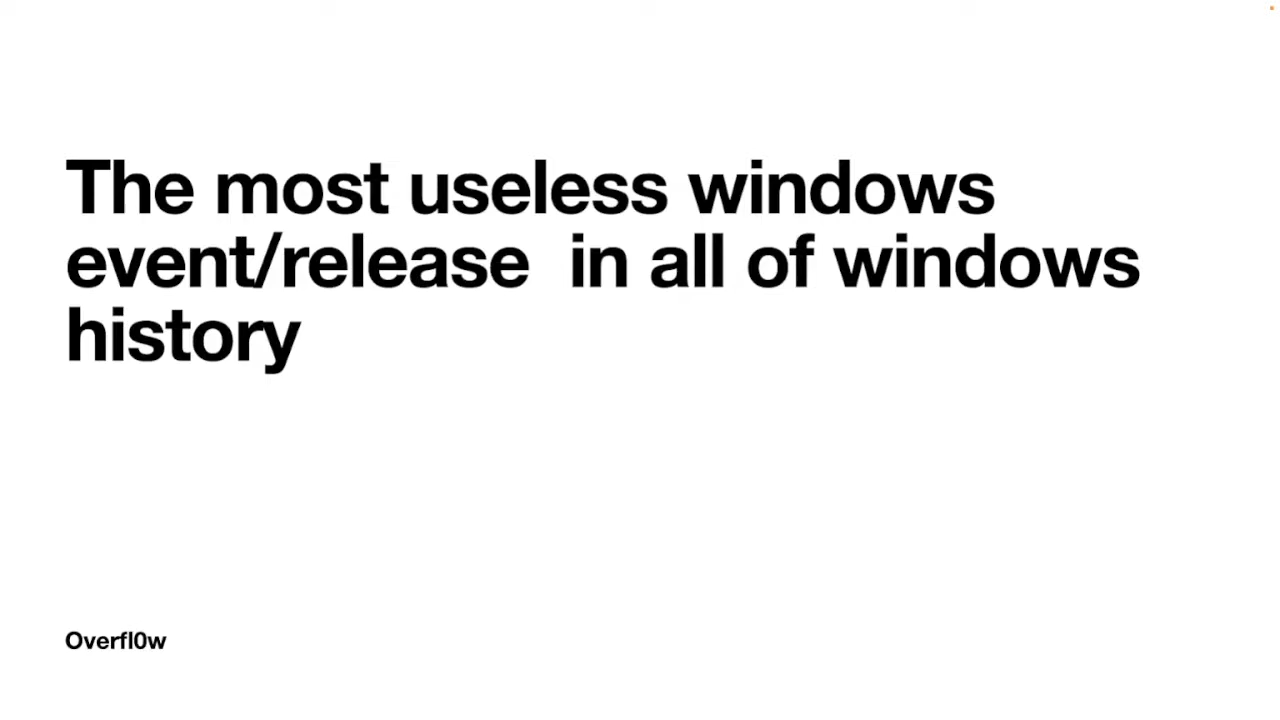 The most useless windows
event/release  in all of windows
history
Overfl0w